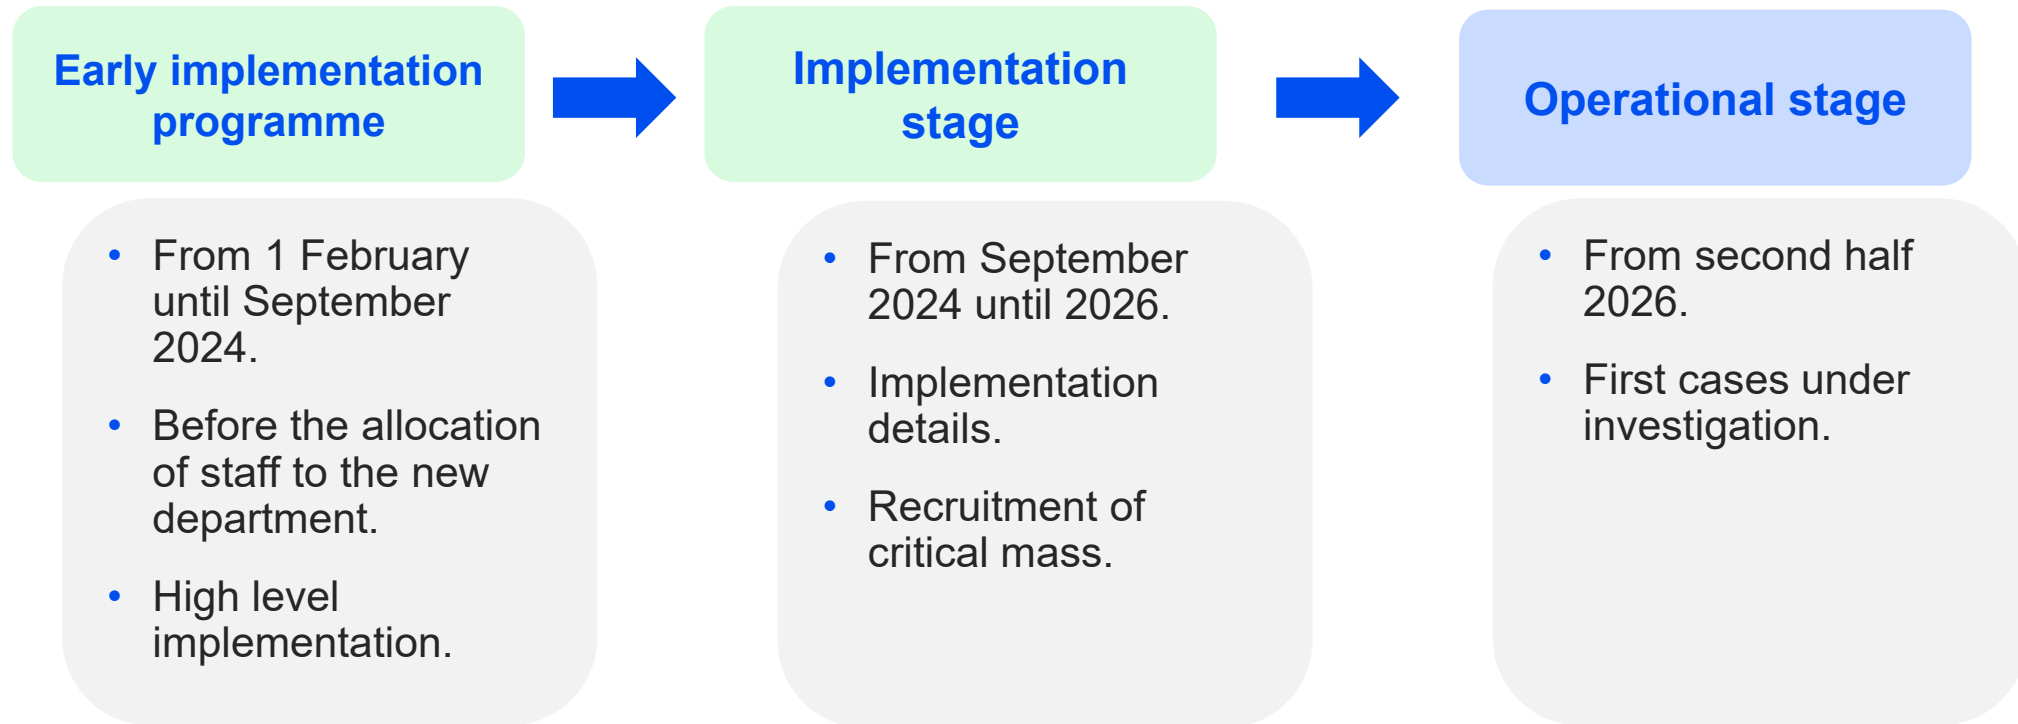 Early implementation
programme
Implementation
stage
Operational stage
• From 1 February
until September
2024.
• Before the allocation
of staff to the new
department.
• High level
implementation.
• From September
2024 until 2026.
• Implementation
details.
• Recruitment of
critical mass.
• From second half
2026.
• First cases under
investigation.